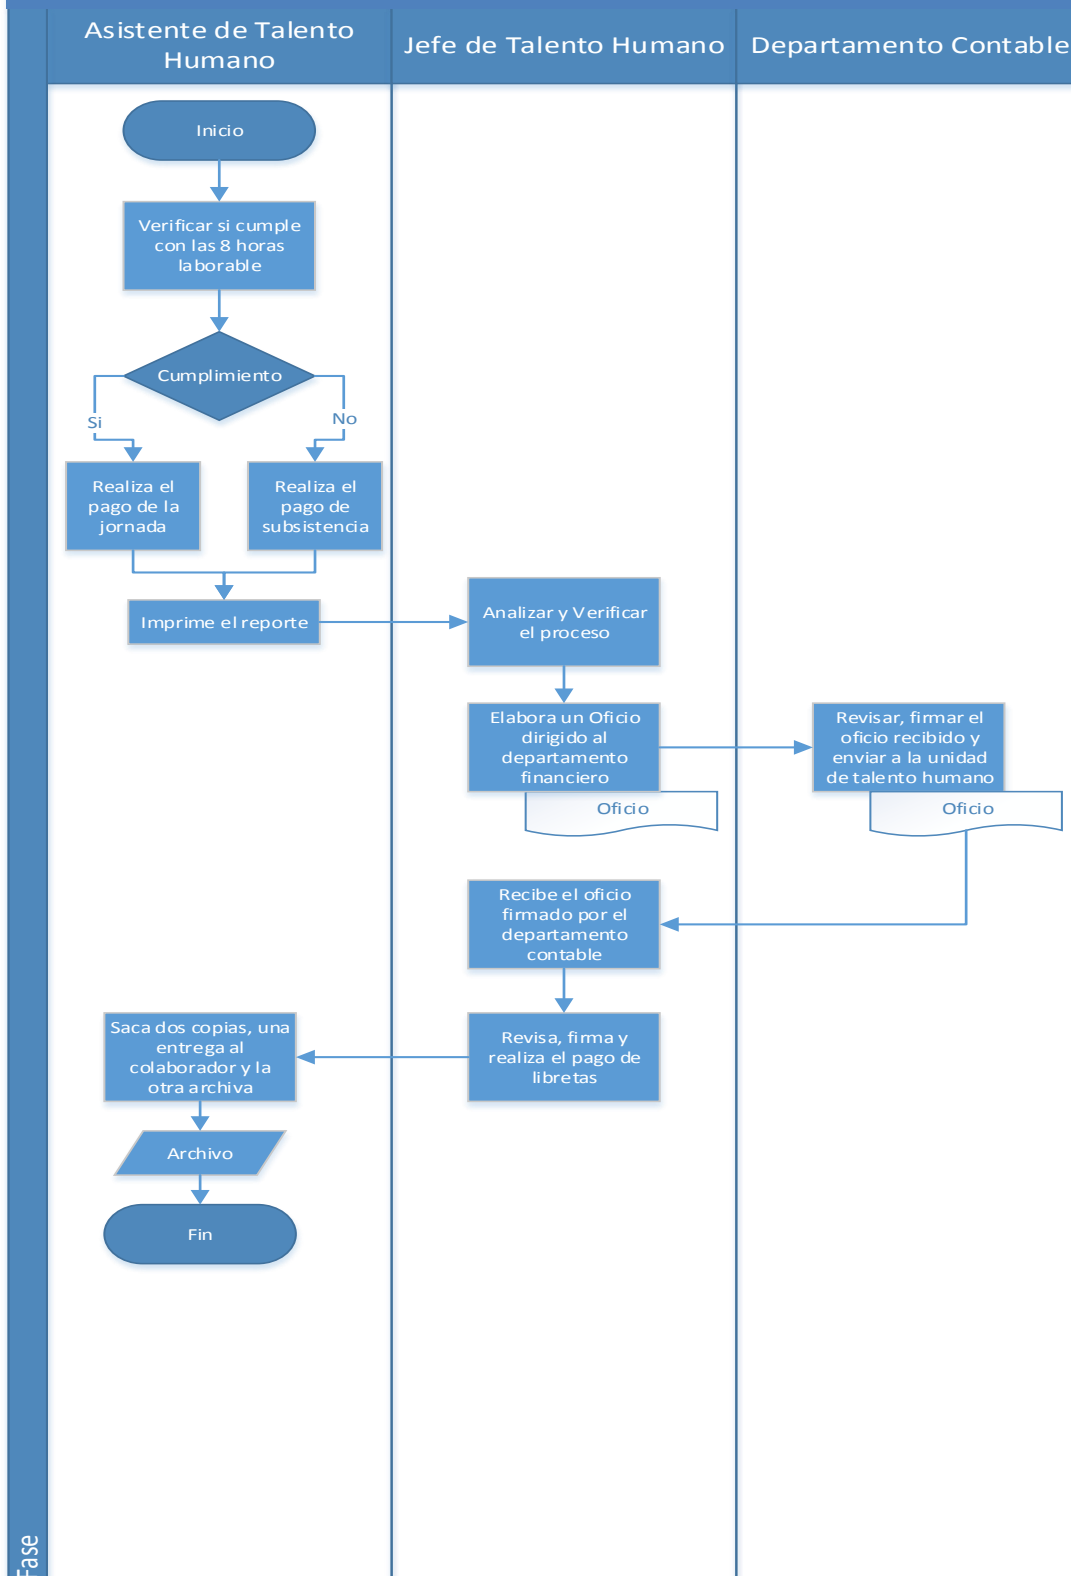 Asistente de Talento
Humano
Jefe de Talento Humano
Departamento Contable
Inicio
Verificar si cumple
con las 8 horas
laborable
Cumplimiento
Si
No
Realiza el
pago de la
jornada
Realiza el
pago de
subsistencia
Imprime el reporte
Analizar y Verificar
el proceso
Elabora un Oficio
dirigido al
departamento
financiero
Oficio
Revisar, firmar el
oficio recibido y
enviar a la unidad
de talento humano
Oficio
Recibe el oficio
firmado por el
departamento
contable
Revisa, firma y
realiza el pago de
libretas
Saca dos copias, una
entrega al
colaborador y la
otra archiva
Archivo
Fin
Fase